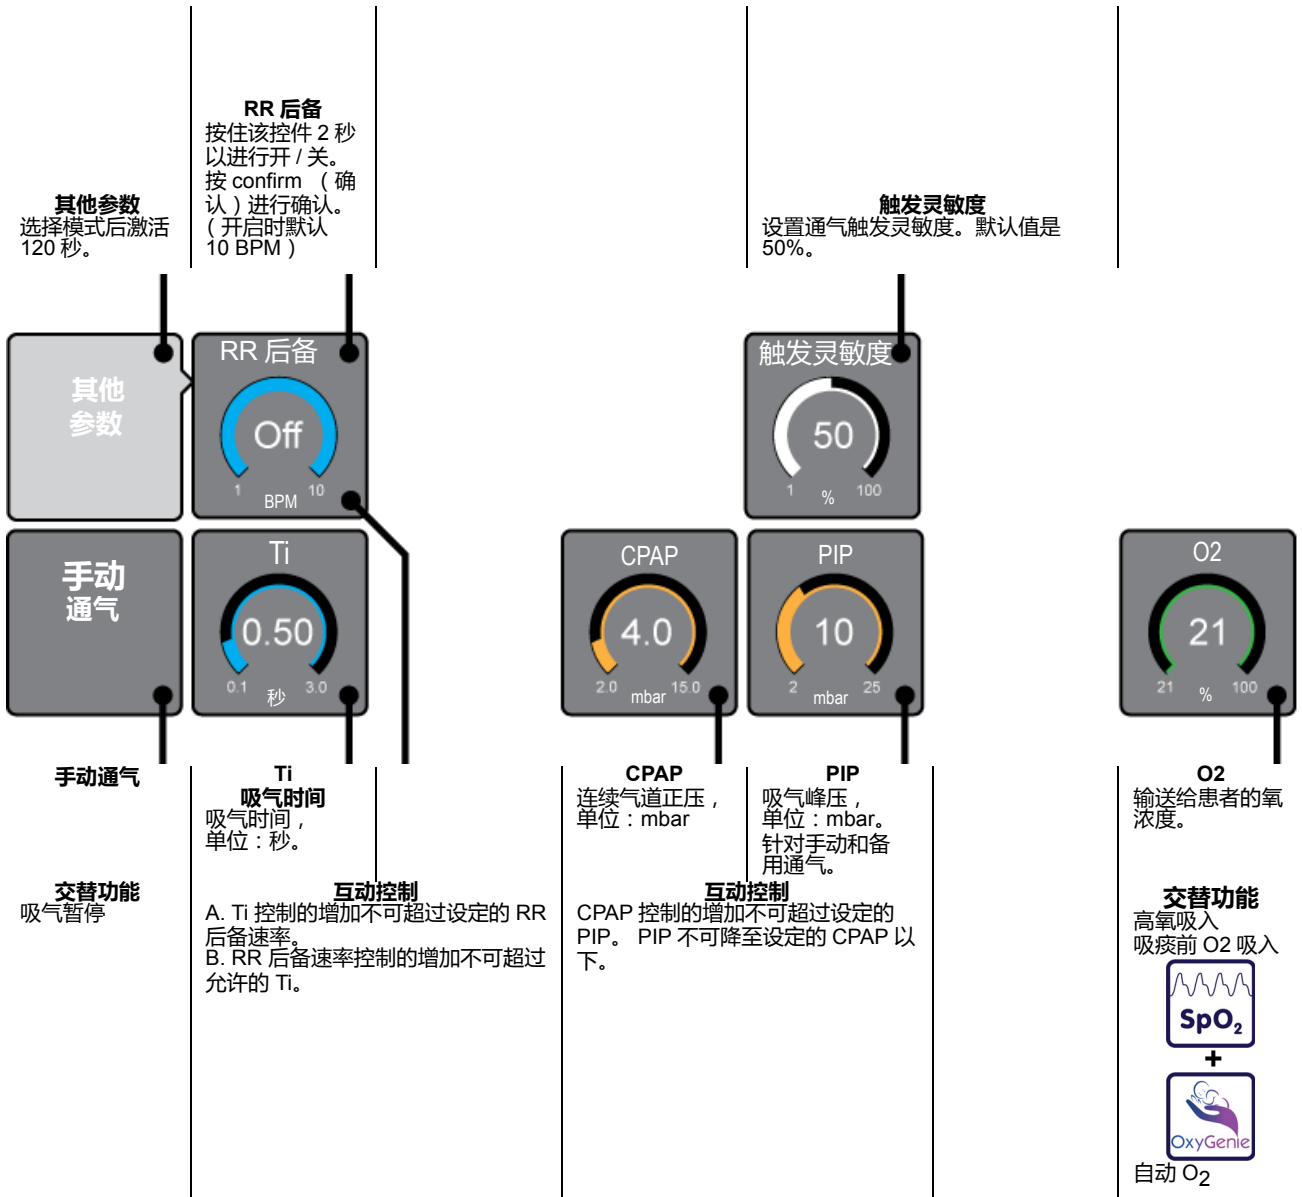 RR 后备
按住该控件 2 秒
以进行开 / 关。
按 confirm （确
认）进行确认。
（开启时默认
10 BPM）
其他参数
选择模式后激活
120 秒。
触发灵敏度
设置通气触发灵敏度。默认值是
50%。
其他
参数
RR 后备
Off
1 10
BPM
触发灵敏度
50
1 100
%
手动
通气
Ti
0.50
0.1 3.0
秒
CPAP
4.0
2.0 15.0
mbar
PIP
10
2 25
mbar
O2
21
21 100
%
手动通气
交替功能
吸气暂停
Ti
吸气时间
吸气时间，
单位：秒。
互动控制
A. Ti 控制的增加不可超过设定的 RR
后备速率。
B. RR 后备速率控制的增加不可超过
允许的 Ti。
CPAP
连续气道正压，
单位：mbar
PIP
吸气峰压，
单位：mbar。
针对手动和备
用通气。
互动控制
CPAP 控制的增加不可超过设定的
PIP。 PIP 不可降至设定的 CPAP 以
下。
O2
输送给患者的氧
浓度。
交替功能
高氧吸入
吸痰前 O2 吸入
SpO₂
+
OxyGenie
自动 O₂